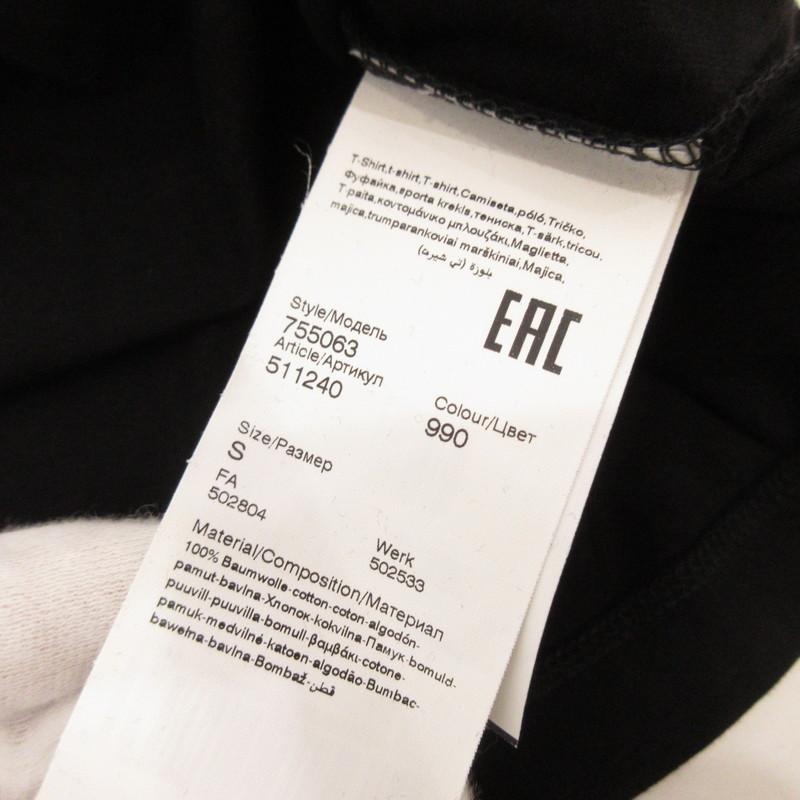 T-Shirt,t-shirt,T-shirt,Camiseta,póló,Tričko,
Фуфайка,sporta krekls,тениска,T-särk,tricou,
T-paita,κοντομάνικο μπλουζάκι,Maglietta,
majica,trumparankoviai marškiniai,Majica,
بلوزة (تي شيرت)
EAC
Style/Модель
755063
Article/Артикул
511240
Colour/Цвет
990
Size/Размер
S
FA
502804
Werk
502533
Material/Composition/Материал
100% Baumwolle-cotton-coton-algodón-
pamut-bavlna-Хлопок-kokvilna-Памук-bomuld-
puuvill-puuvilla-bomull-βαμβάκι-cotone-
pamuk-medvilnė-katoen-algodão-Bumbac-
bawełna-bavlna-Bombaž-قطن